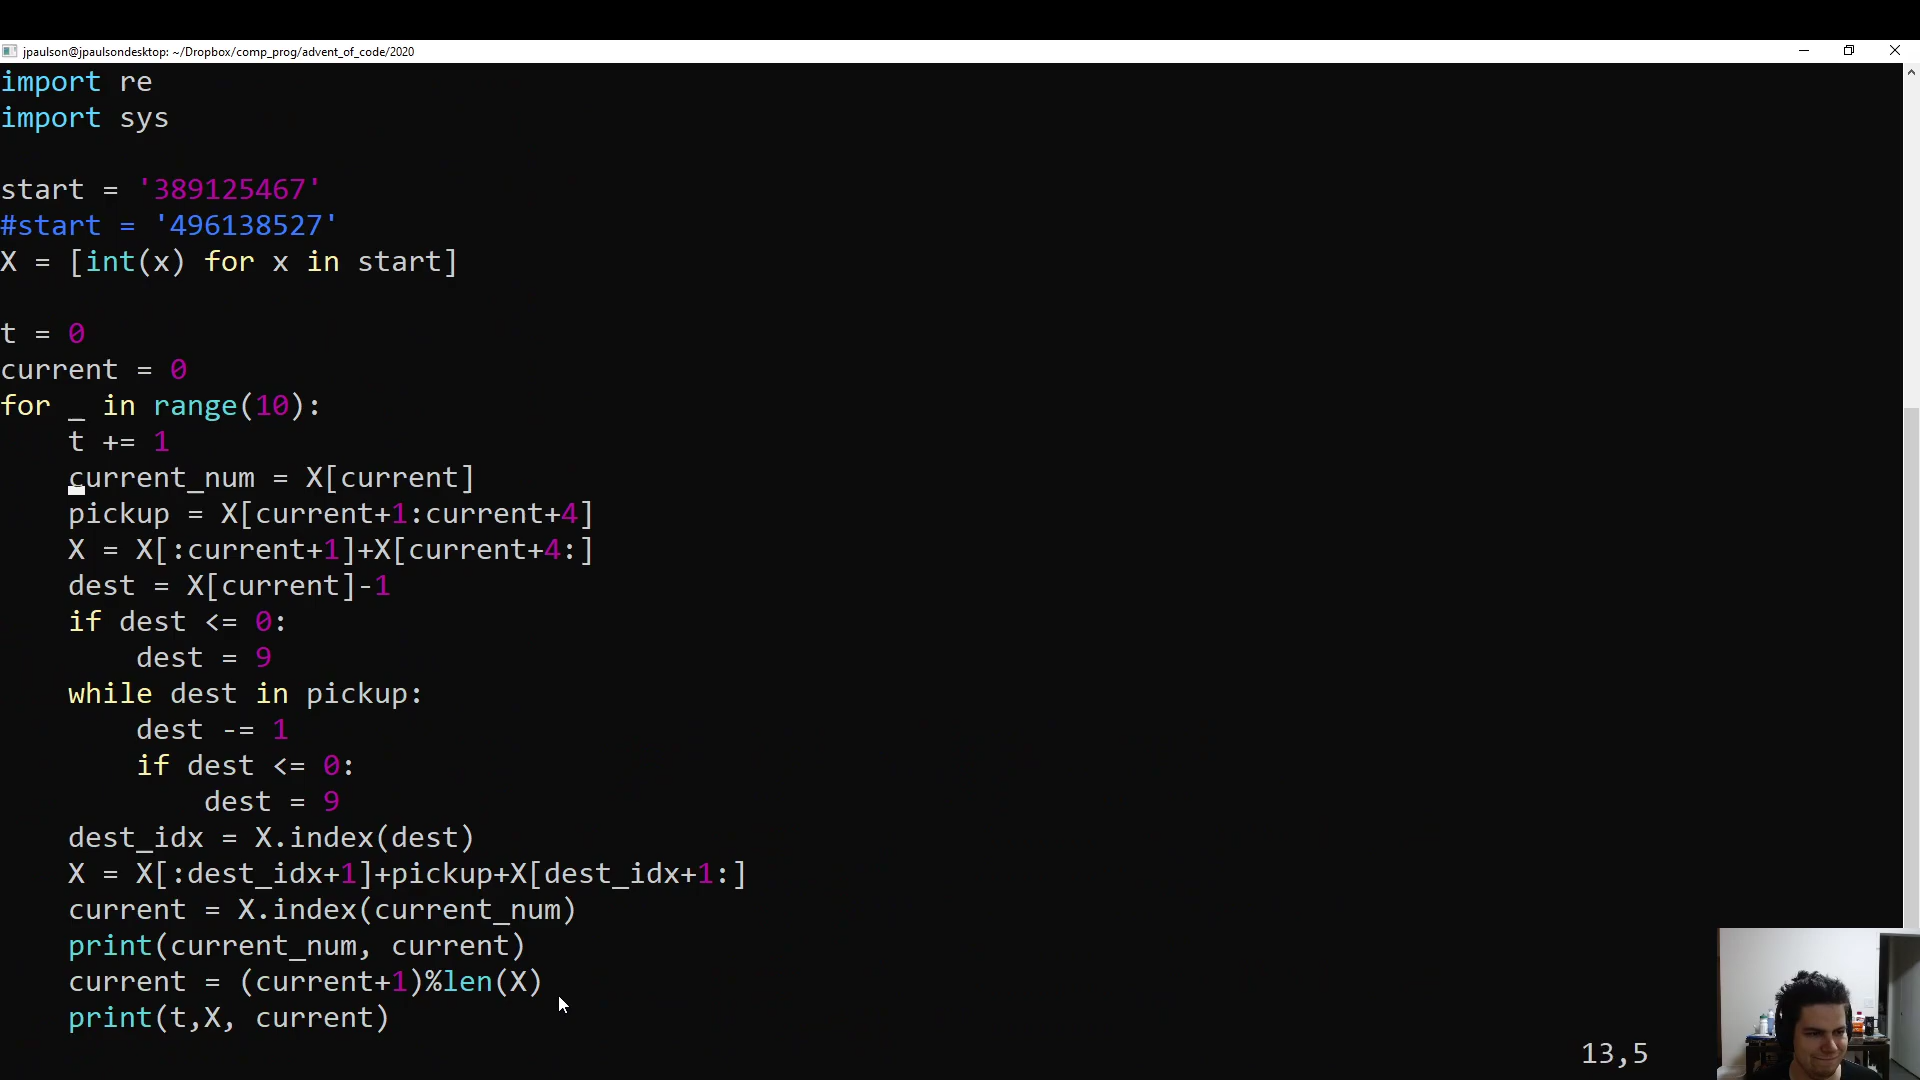 jpaulson@jpaulsondesktop: ~/Dropbox/comp_prog/advent_of_code/2020
import re
import sys

start = '389125467'
#start = '496138527'
X = [int(x) for x in start]

t = 0
current = 0
for _ in range(10):
    t += 1
    current_num = X[current]
    pickup = X[current+1:current+4]
    X = X[:current+1]+X[current+4:]
    dest = X[current]-1
    if dest <= 0:
        dest = 9
    while dest in pickup:
        dest -= 1
        if dest <= 0:
            dest = 9
    dest_idx = X.index(dest)
    X = X[:dest_idx+1]+pickup+X[dest_idx+1:]
    current = X.index(current_num)
    print(current_num, current)
    current = (current+1)%len(X)
    print(t,X, current)
13,5